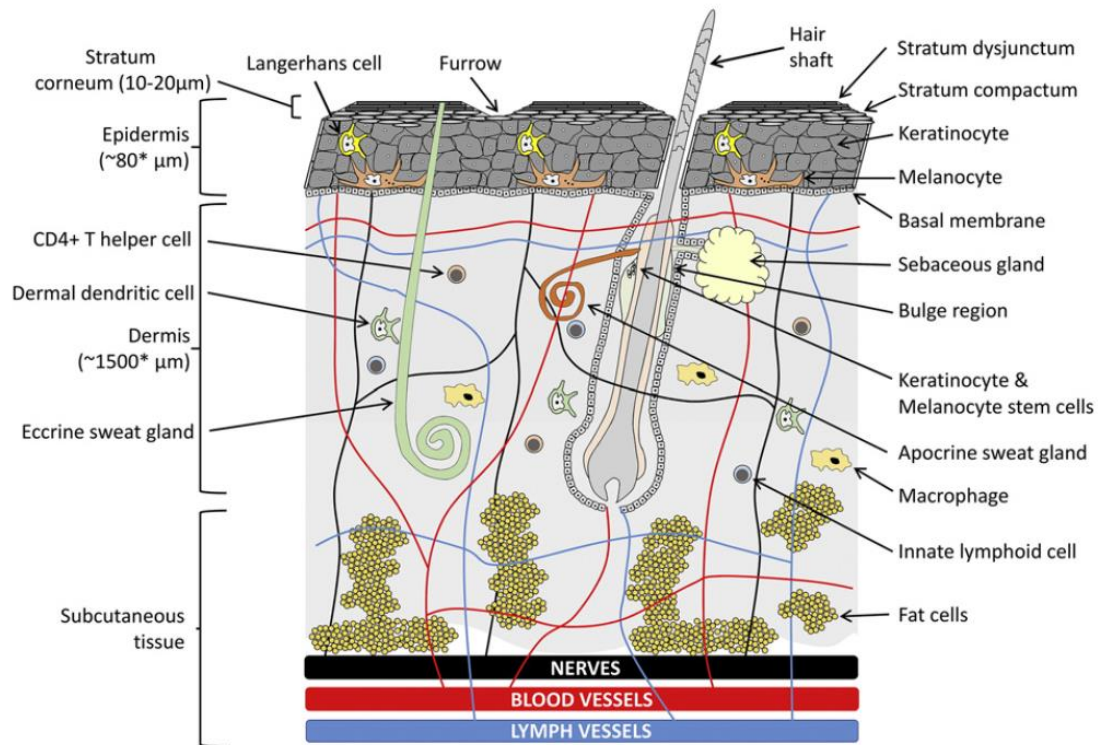 Stratum
corneum (10-20µm)
Langerhans cell
Furrow
Hair
shaft
Stratum dysjunctum
Stratum compactum
Epidermis
(~80* µm)
Keratinocyte
Melanocyte
Basal membrane
CD4+ T helper cell
Sebaceous gland
Dermal dendritic cell
Bulge region
Dermis
(~1500* µm)
Keratinocyte &
Melanocyte stem cells
Eccrine sweat gland
Apocrine sweat gland
Macrophage
Innate lymphoid cell
Subcutaneous
tissue
Fat cells
NERVES
BLOOD VESSELS
LYMPH VESSELS